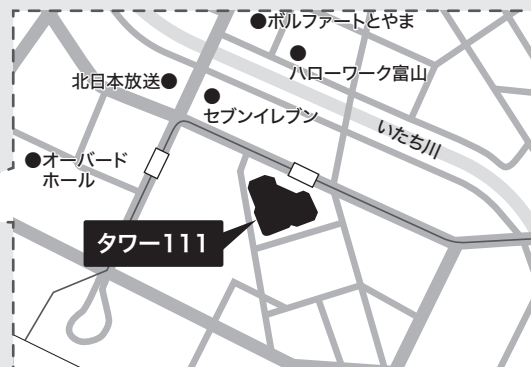 ボルファートとやま
ハローワーク富山
北日本放送
セブンイレブン
いたち川
オーバード
ホール
タワー111